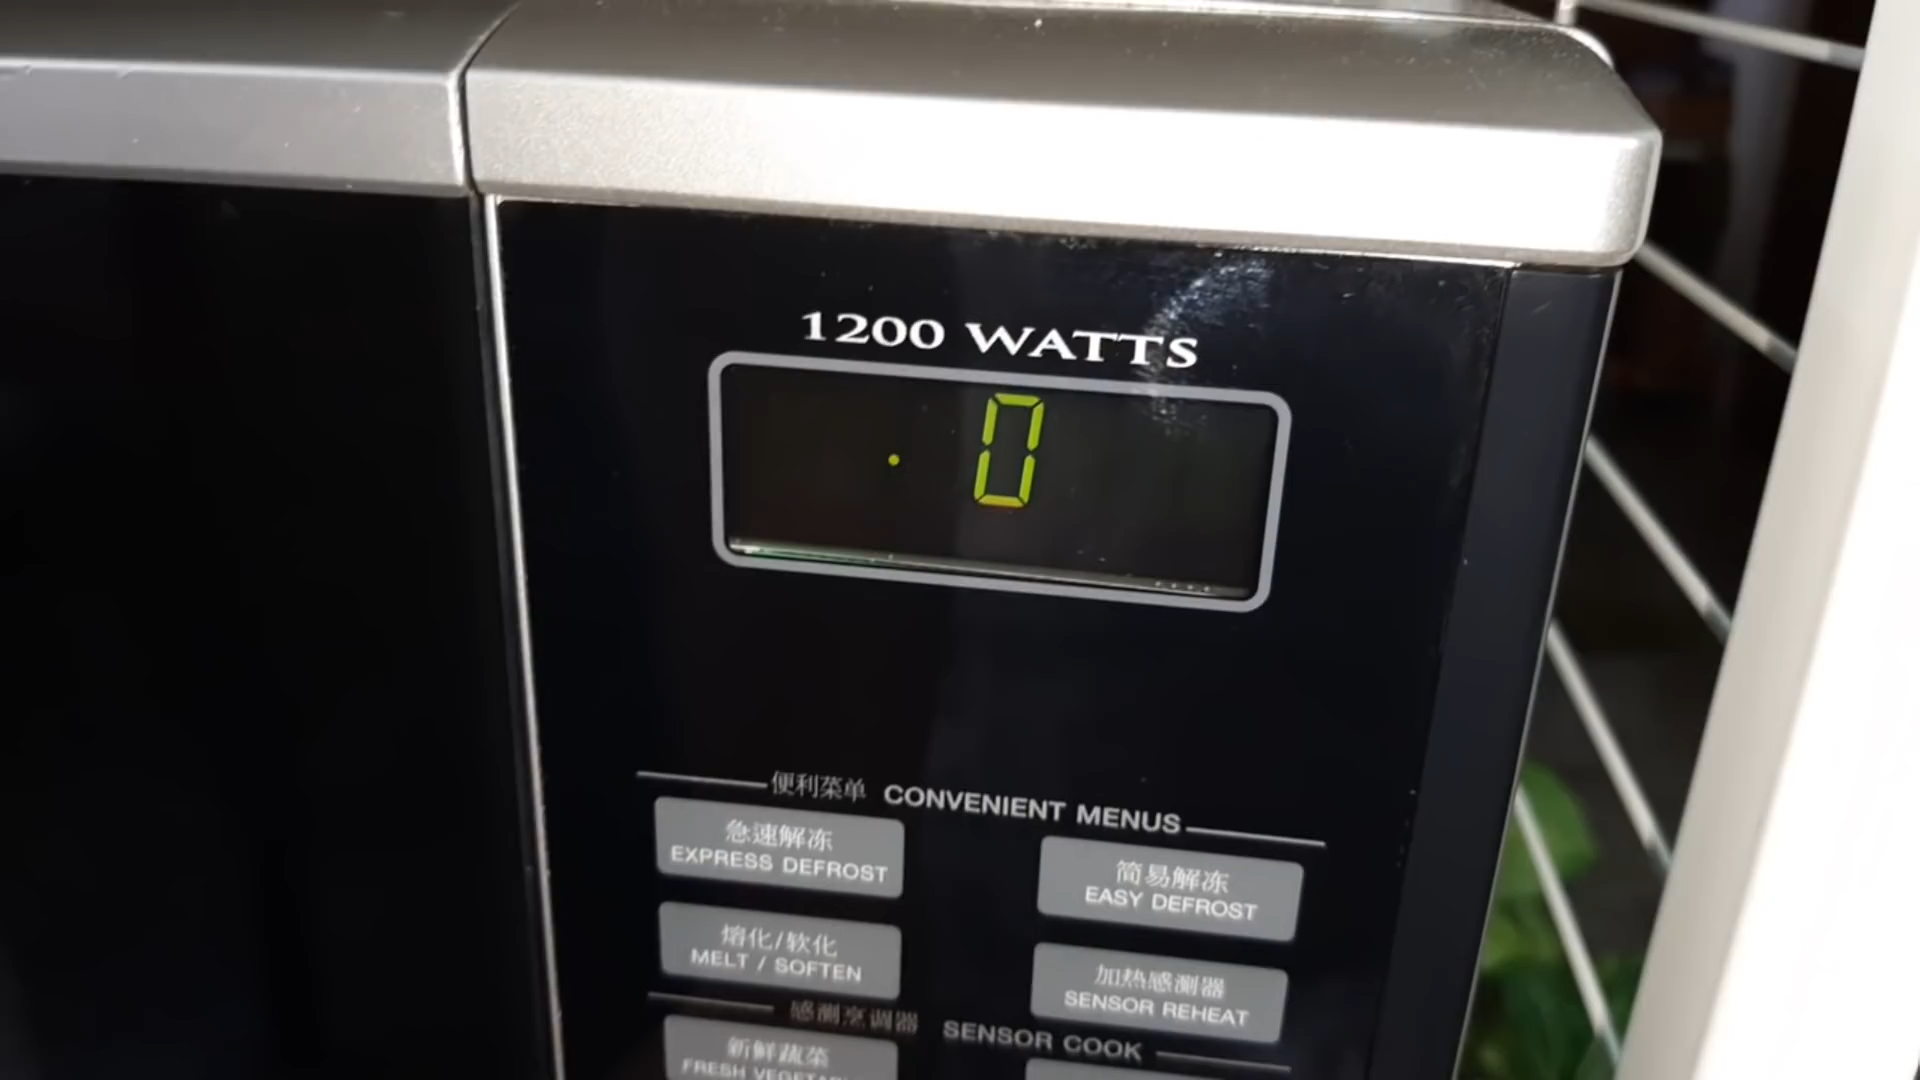 1200 WATTS
. 0
便利菜单 CONVENIENT MENUS
急速解冻
EXPRESS DEFROST
简易解冻
EASY DEFROST
熔化/软化
MELT / SOFTEN
加热感测器
SENSOR REHEAT
感测烹调器 SENSOR COOK
新鲜蔬菜
FRESH